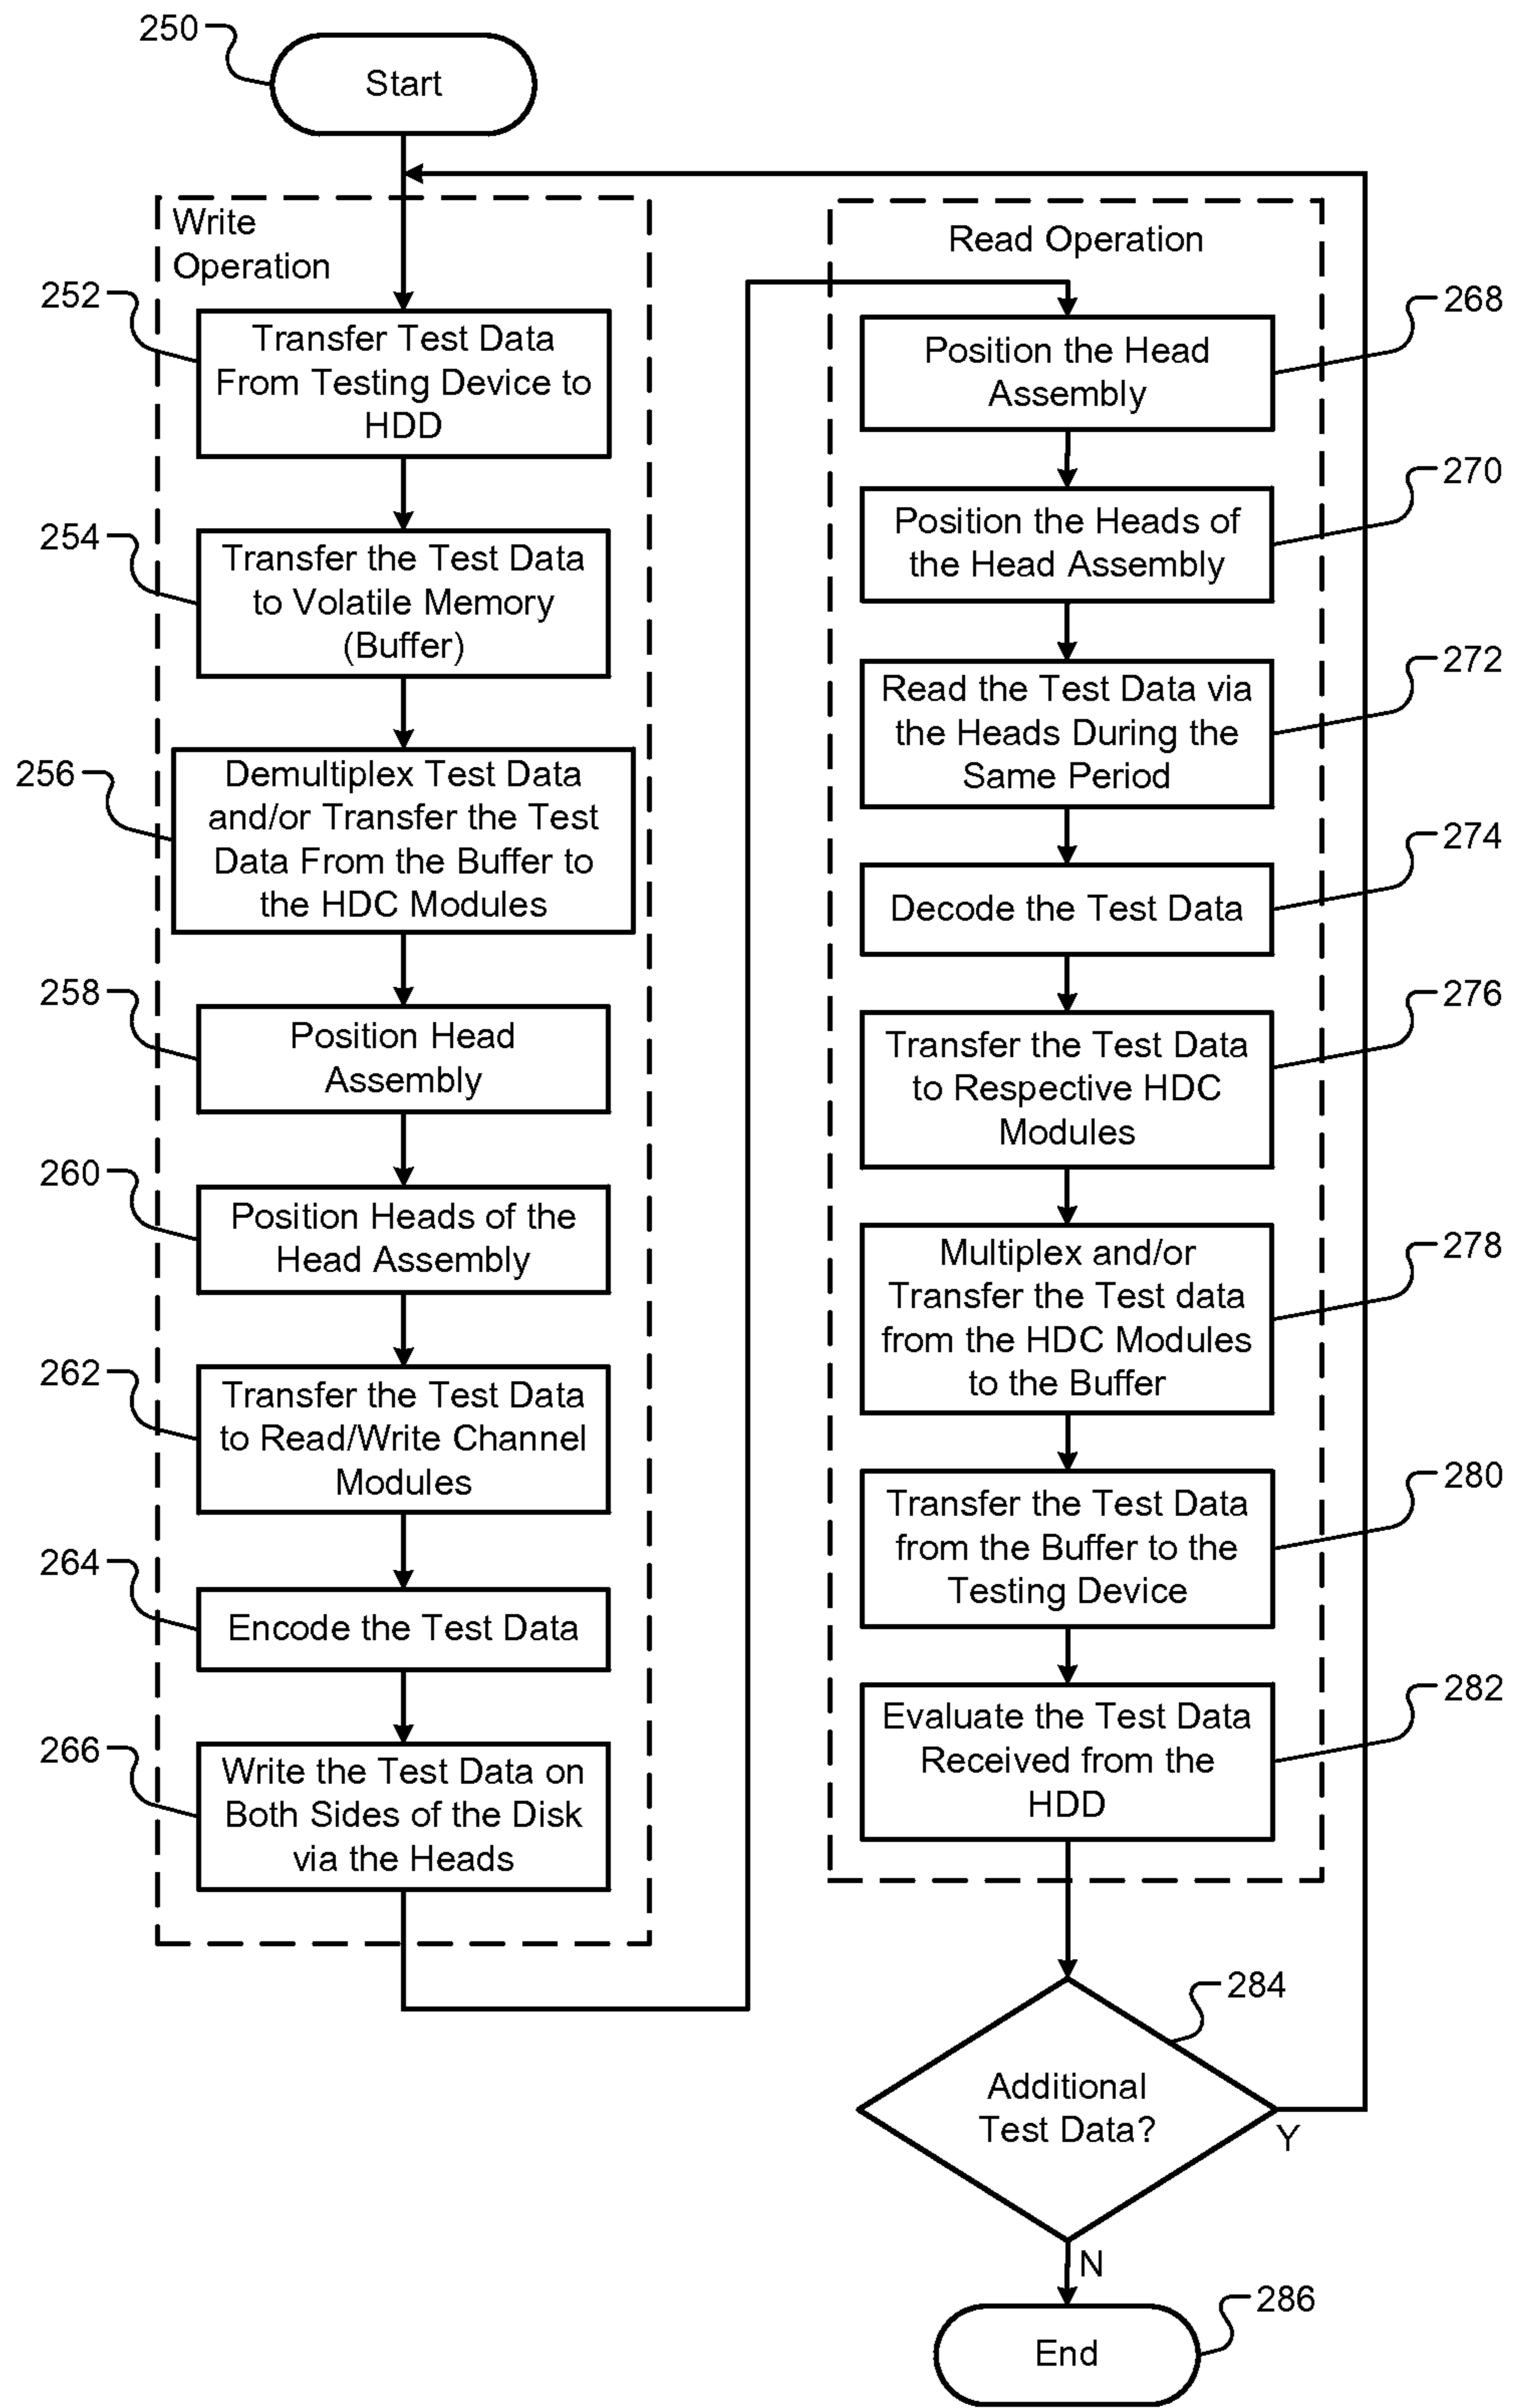 250
Start
Write
Operation
252
Transfer Test Data
From Testing Device to
HDD
254
Transfer the Test Data
to Volatile Memory
(Buffer)
256
Demultiplex Test Data
and/or Transfer the Test
Data From the Buffer to
the HDC Modules
258
Position Head
Assembly
260
Position Heads of the
Head Assembly
262
Transfer the Test Data
to Read/Write Channel
Modules
264
Encode the Test Data
266
Write the Test Data on
Both Sides of the Disk
via the Heads
Read Operation
268
Position the Head
Assembly
270
Position the Heads of
the Head Assembly
272
Read the Test Data via
the Heads During the
Same Period
274
Decode the Test Data
276
Transfer the Test Data
to Respective HDC
Modules
278
Multiplex and/or
Transfer the Test data
from the HDC Modules
to the Buffer
280
Transfer the Test Data
from the Buffer to the
Testing Device
282
Evaluate the Test Data
Received from the
HDD
284
Additional
Test Data?
Y
N
286
End